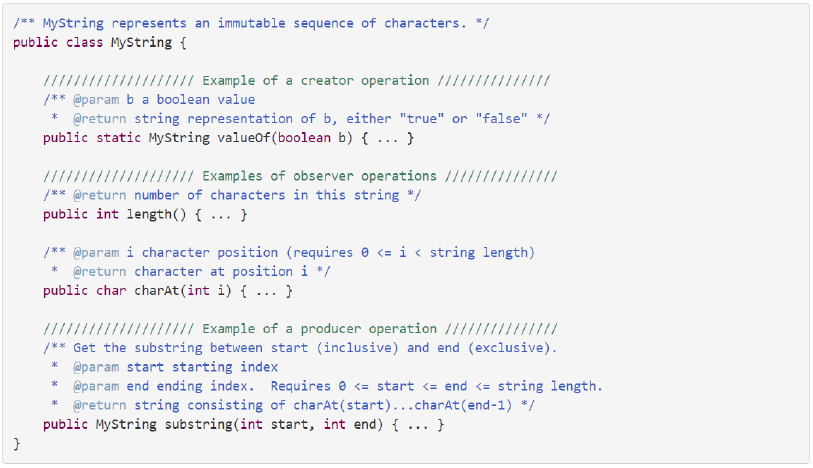 /** MyString represents an immutable sequence of characters. */
public class MyString {
//////////////////// Example of a creator operation ///////////////
/** @param b a boolean value
* @return string representation of b, either "true" or "false" */
public static MyString valueOf(boolean b) { ... }
//////////////////// Examples of observer operations ///////////////
/** @return number of characters in this string */
public int length() { ... }
/** @param i character position (requires 0 <= i < string length)
* @return character at position i */
public char charAt(int i) { ... }
//////////////////// Example of a producer operation ///////////////
/** Get the substring between start (inclusive) and end (exclusive).
* @param start starting index
* @param end ending index.  Requires 0 <= start <= end <= string length.
* @return string consisting of charAt(start)...charAt(end-1) */
public MyString substring(int start, int end) { ... }
}